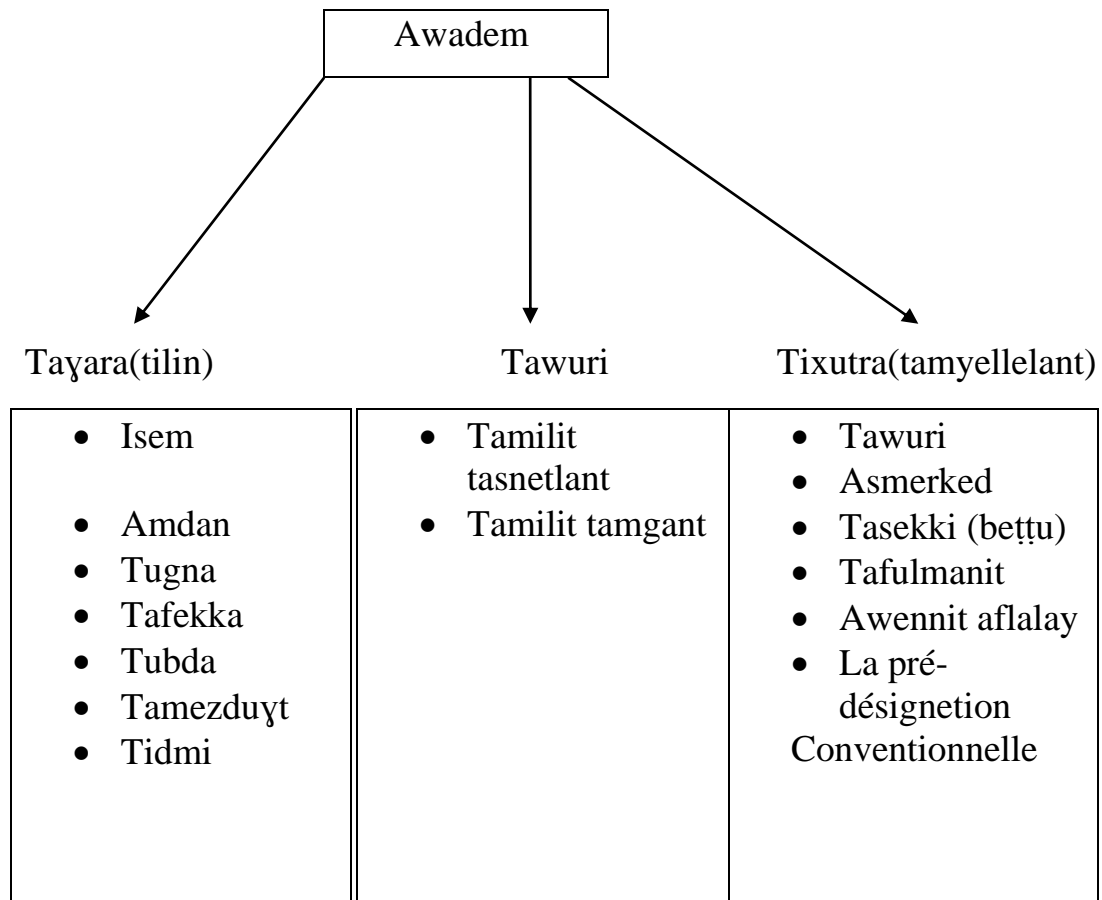 Awadem
Taɣara(tilin)
Tawuri
Tixutra(tamyellelant)
• Isem
• Amdan
• Tugna
• Tafekka
• Tubda
• Tamezduɣt
• Tidmi
• Tamilit
tasnetlant
• Tamilit tamgant
• Tawuri
• Asmerked
• Tasekki (beṭṭu)
• Tafulmanit
• Awennit aflalay
• La pré-
désignetion
Conventionnelle